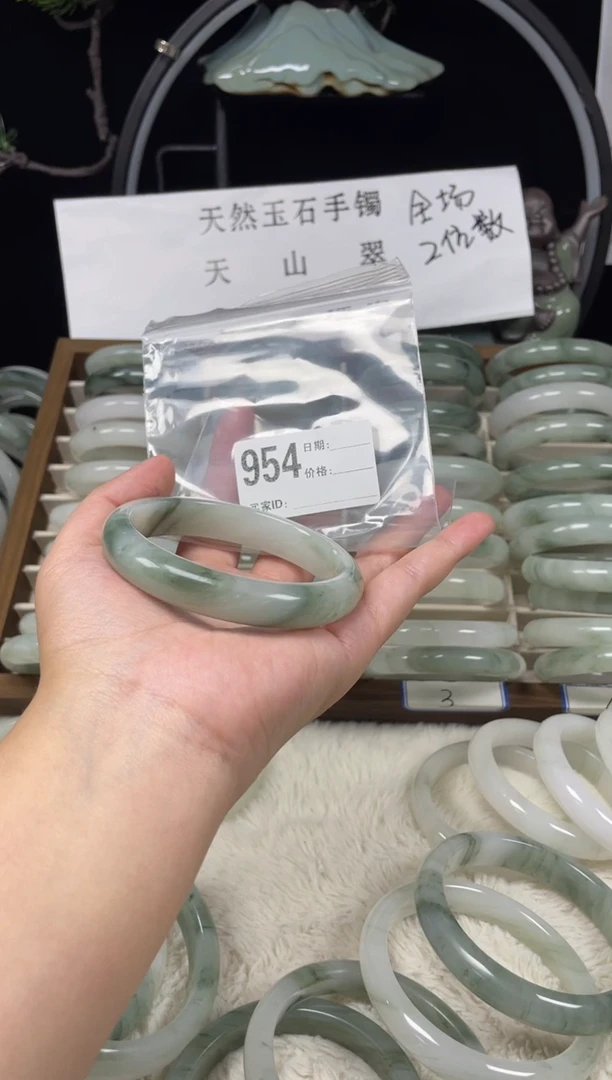 天然玉石手镯 全场
天山翠 2位数
954 日期:
价格:
买家ID:
3